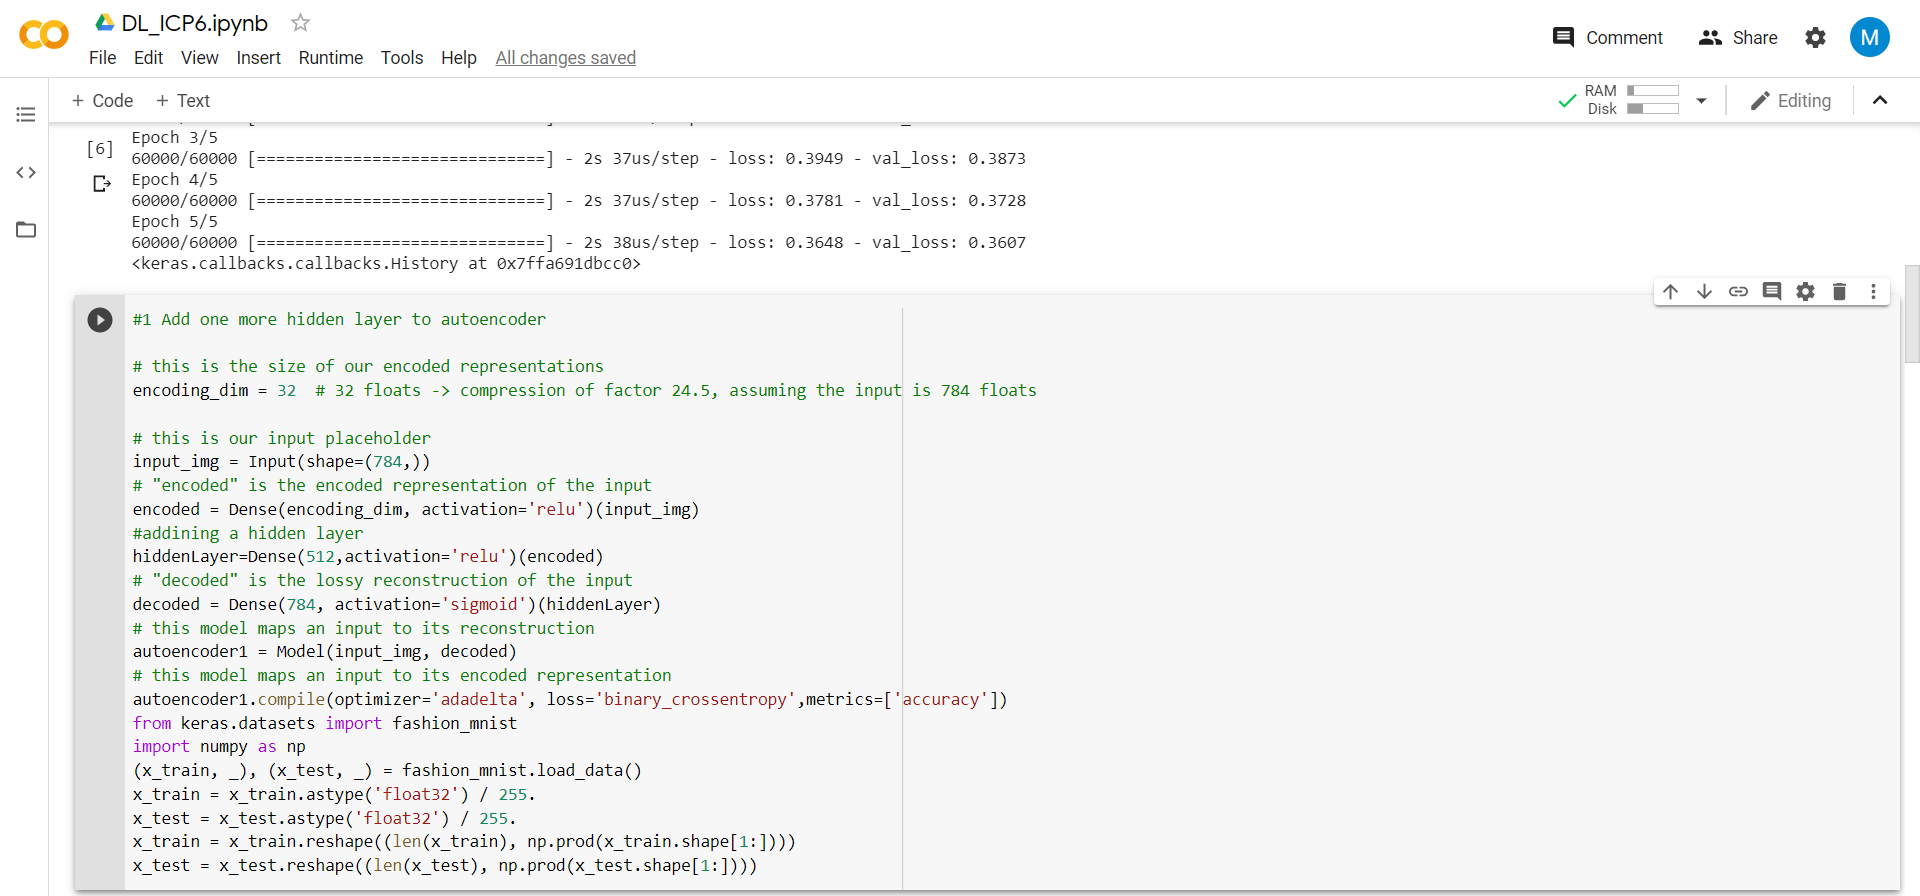 DL_ICP6.ipynb
File Edit View Insert Runtime Tools Help All changes saved
Comment Share M
+ Code + Text
RAM
Disk
Editing
[6]
Epoch 3/5
60000/60000 [==============================] - 2s 37us/step - loss: 0.3949 - val_loss: 0.3873
Epoch 4/5
60000/60000 [==============================] - 2s 37us/step - loss: 0.3781 - val_loss: 0.3728
Epoch 5/5
60000/60000 [==============================] - 2s 38us/step - loss: 0.3648 - val_loss: 0.3607
<keras.callbacks.callbacks.History at 0x7ffa691dbcc0>
#1 Add one more hidden layer to autoencoder
# this is the size of our encoded representations
encoding_dim = 32  # 32 floats -> compression of factor 24.5, assuming the input is 784 floats
# this is our input placeholder
input_img = Input(shape=(784,))
# "encoded" is the encoded representation of the input
encoded = Dense(encoding_dim, activation='relu')(input_img)
#addining a hidden layer
hiddenLayer=Dense(512,activation='relu')(encoded)
# "decoded" is the lossy reconstruction of the input
decoded = Dense(784, activation='sigmoid')(hiddenLayer)
# this model maps an input to its reconstruction
autoencoder1 = Model(input_img, decoded)
# this model maps an input to its encoded representation
autoencoder1.compile(optimizer='adadelta', loss='binary_crossentropy',metrics=['accuracy'])
from keras.datasets import fashion_mnist
import numpy as np
(x_train, _), (x_test, _) = fashion_mnist.load_data()
x_train = x_train.astype('float32') / 255.
x_test = x_test.astype('float32') / 255.
x_train = x_train.reshape((len(x_train), np.prod(x_train.shape[1:])))
x_test = x_test.reshape((len(x_test), np.prod(x_test.shape[1:])))